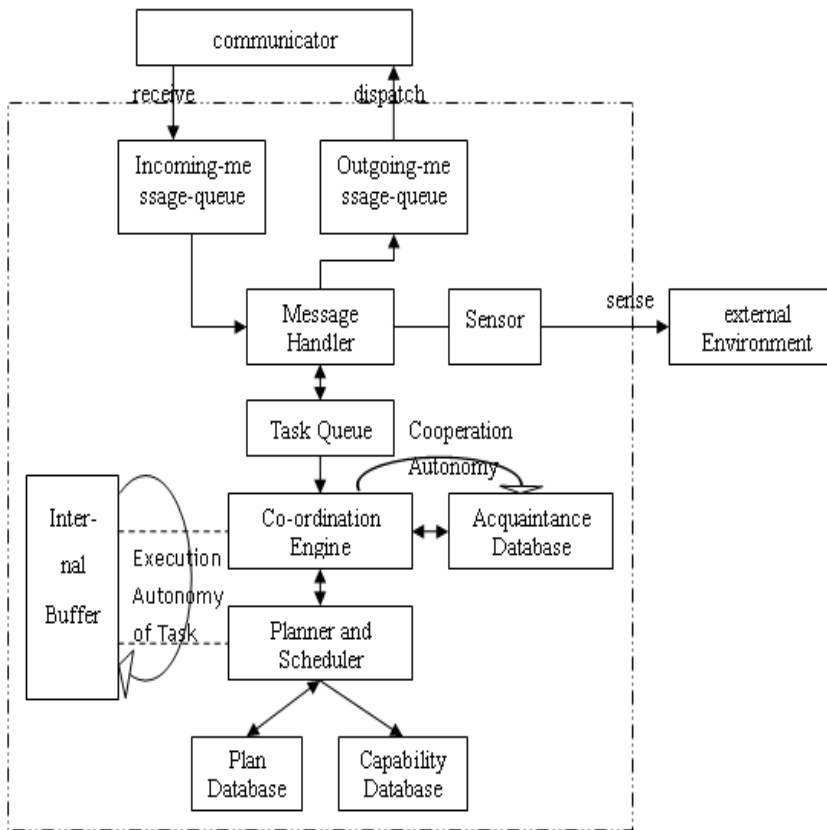 communicator
receive
dispatch
Incoming-me
ssage-queue
Outgoing-me
ssage-queue
Message
Handler
Sensor
sense
external
Environment
Task Queue
Cooperation
Autonomy
Inter-
nal
Buffer
Execution
Autonomy
of Task
Co-ordination
Engine
Acquaintance
Database
Planner and
Scheduler
Plan
Database
Capability
Database